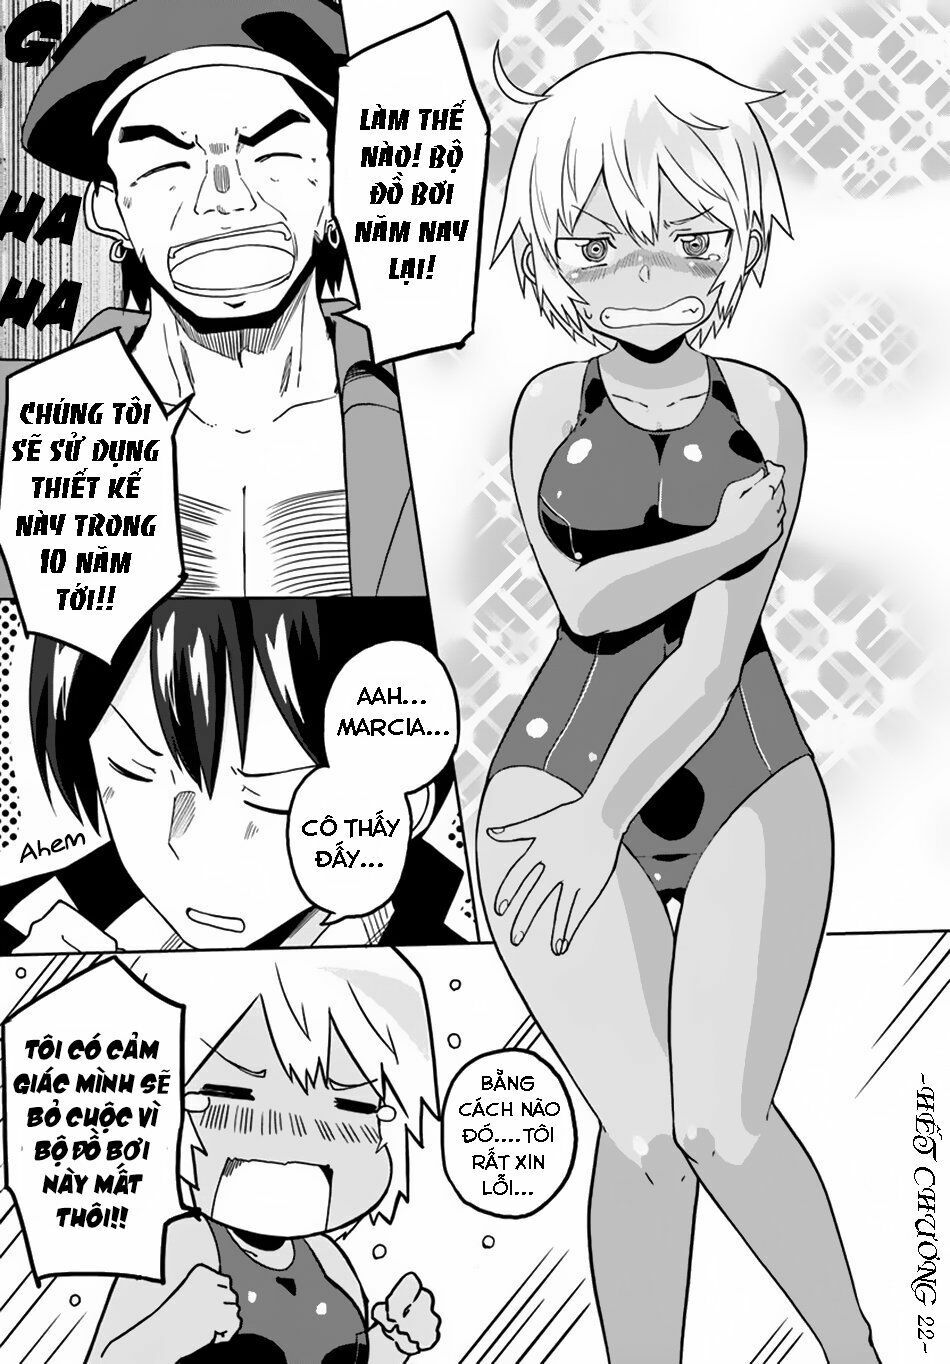 LÀM THẾ
NÀO! BỘ
ĐỒ BƠI
NĂM NAY
LẠI!
HA
HA
CHÚNG TÔI
SẼ SỬ DỤNG
THIẾT KẾ
NÀY TRONG
10 NĂM
TỚI!!
AAH...
MARCIA...
CÔ THẤY
ĐẤY...
Ahem
BẰNG
CÁCH NÀO
ĐÓ....TÔI
RẤT XIN
LỖI...
TÔI CÓ CẢM
GIÁC MÌNH SẼ
BỎ CUỘC VÌ
BỘ ĐỒ BƠI
NÀY MẤT
THÔI!!
~HẾT CHƯƠNG 22~